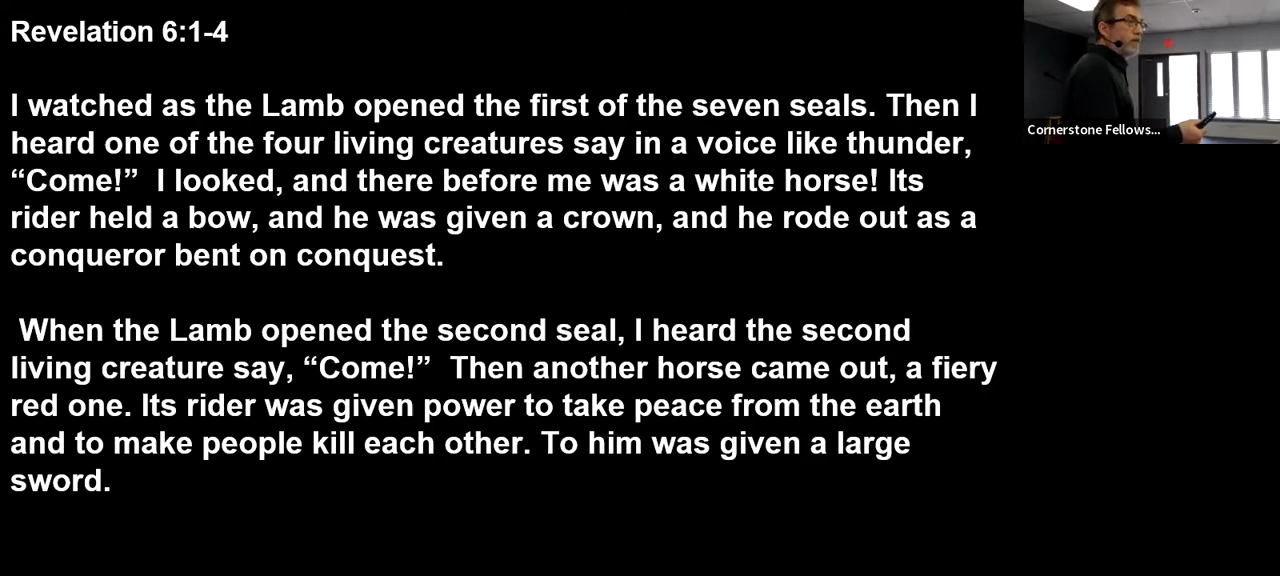 Revelation 6:1-4
I watched as the Lamb opened the first of the seven seals. Then I
heard one of the four living creatures say in a voice like thunder,
“Come!”  I looked, and there before me was a white horse! Its
rider held a bow, and he was given a crown, and he rode out as a
conqueror bent on conquest.
When the Lamb opened the second seal, I heard the second
living creature say, “Come!”  Then another horse came out, a fiery
red one. Its rider was given power to take peace from the earth
and to make people kill each other. To him was given a large
sword.
Cornerstone Fellows...